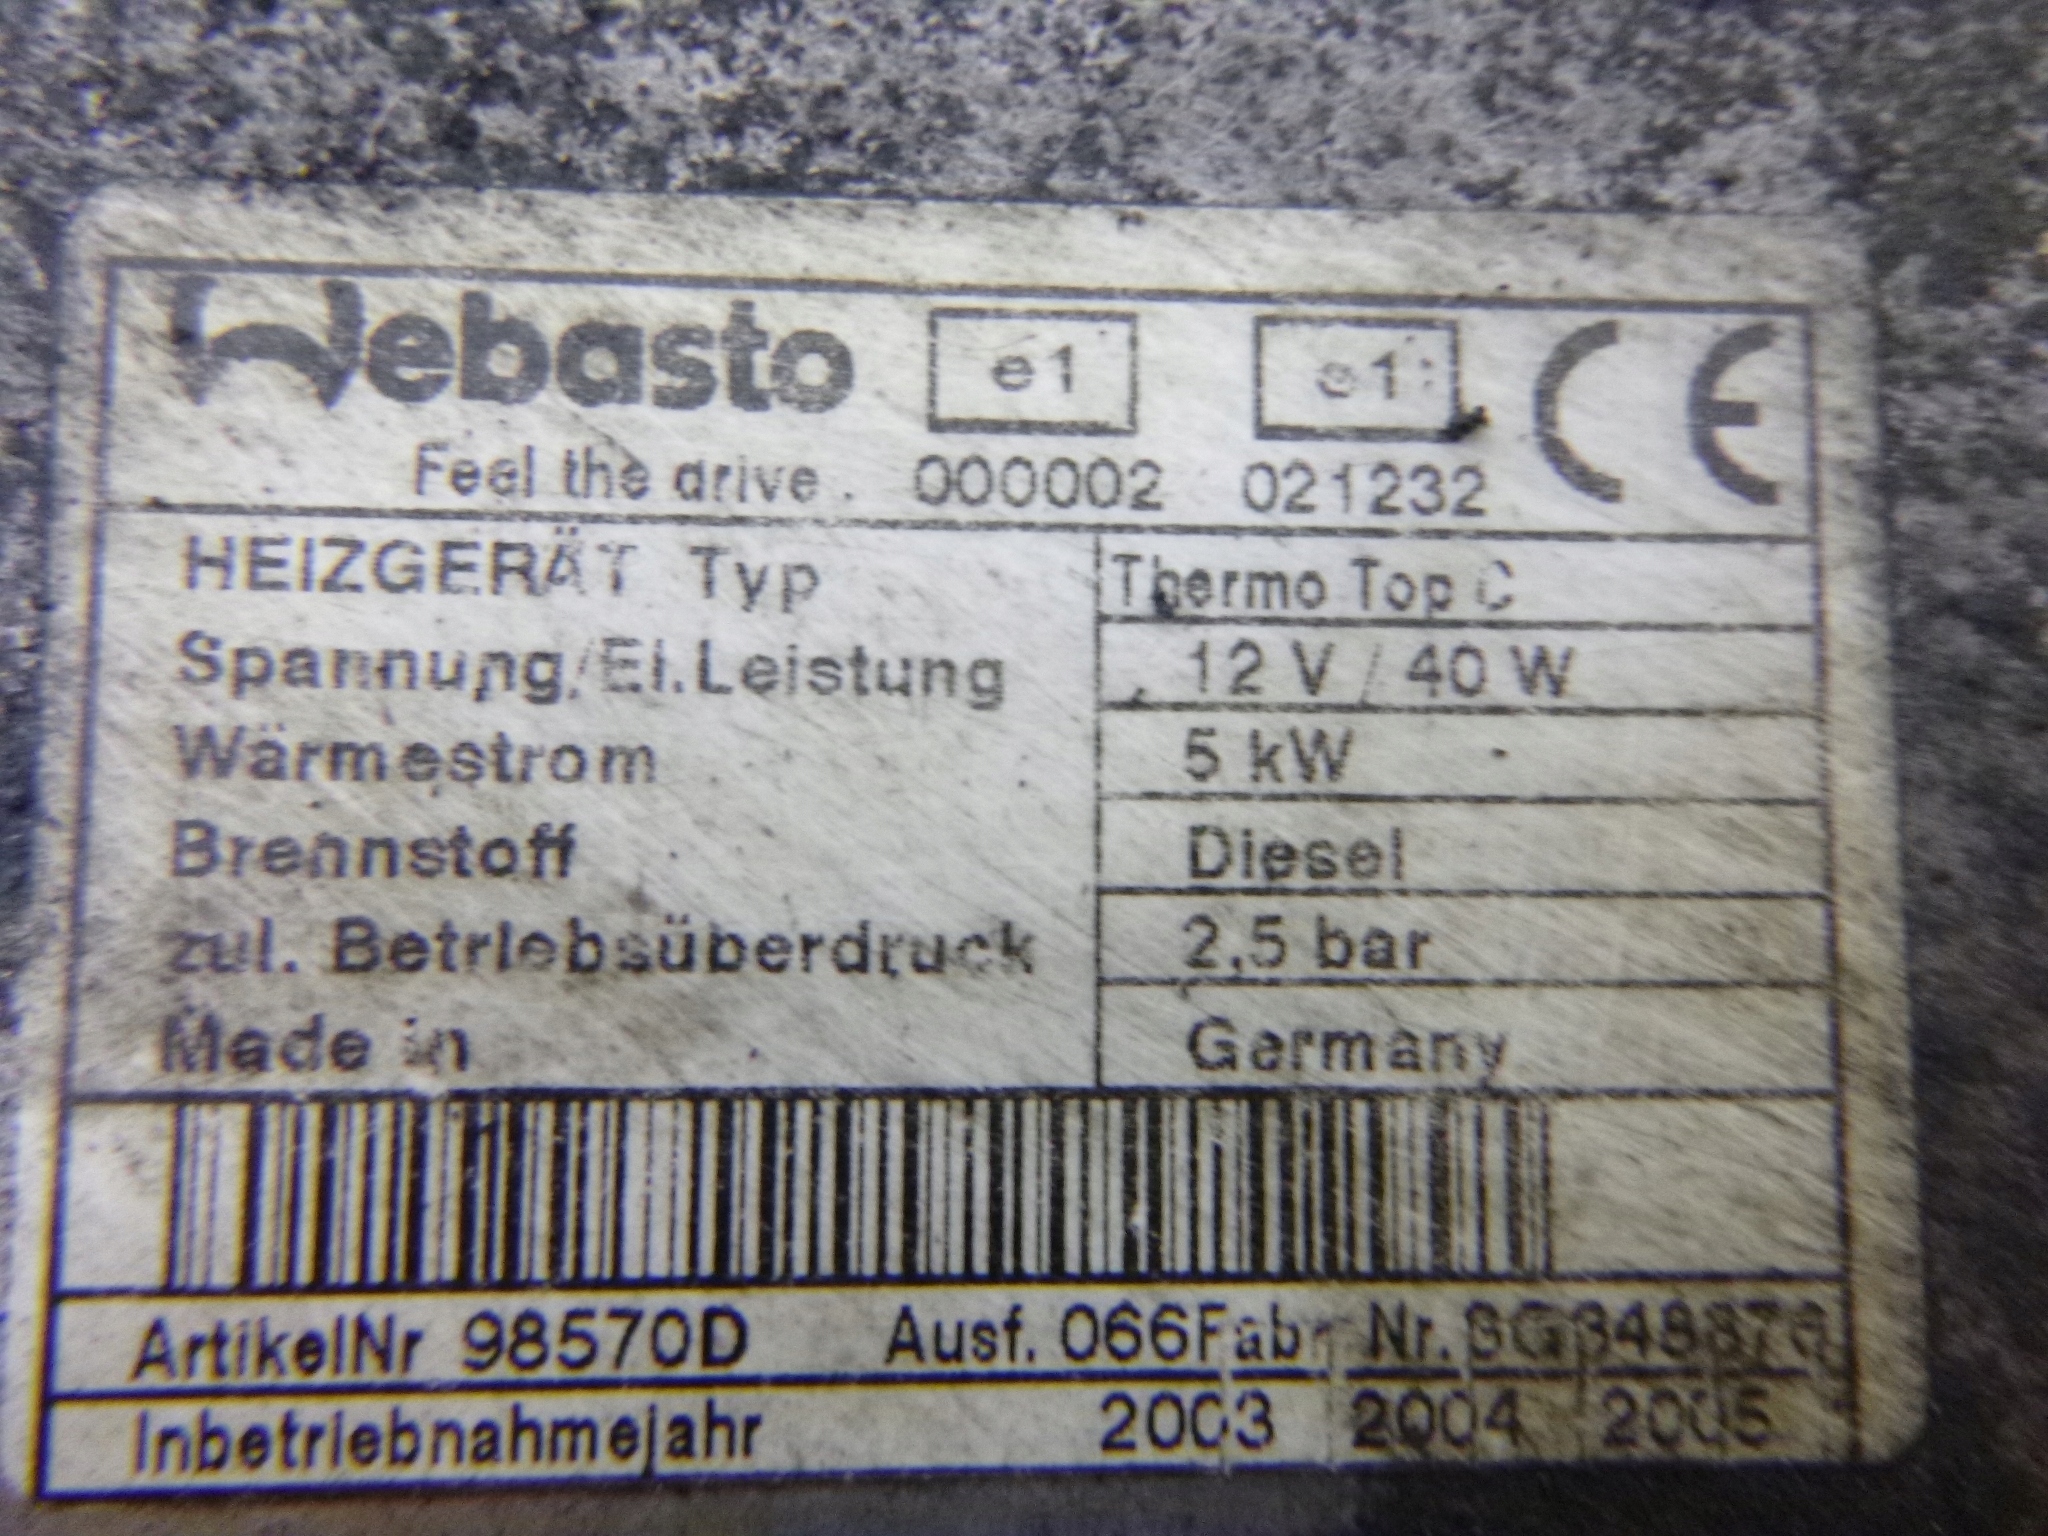 Webasto e1 e1
Feel the drive. 000002 021232 CE
HEIZGERÄT Typ Thermo Top C
Spannung/El.Leistung 12 V / 40 W
Wärmestrom 5 kW
Brennstoff Diesel
zul. Betriebsüberdruck 2,5 bar
Made in Germany
ArtikelNr 98570D Ausf. 066 Fabr Nr.
Inbetriebnahmejahr 2003 2004 2005